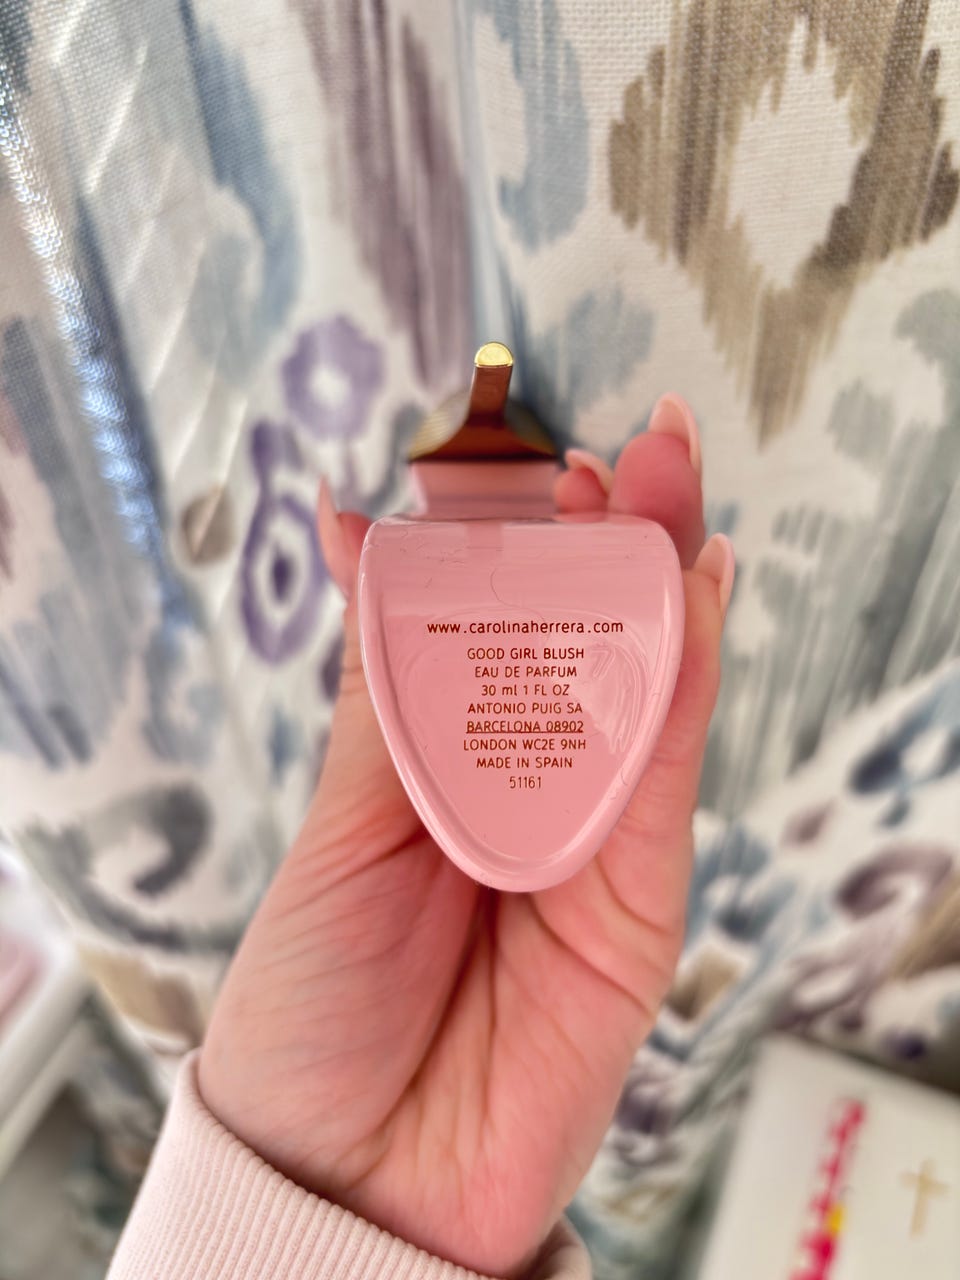 www.carolinaherrera.com
GOOD GIRL BLUSH
EAU DE PARFUM
30 ml 1 FL OZ
ANTONIO PUIG SA
BARCELONA 08902
LONDON WC2E 9NH
MADE IN SPAIN
51161